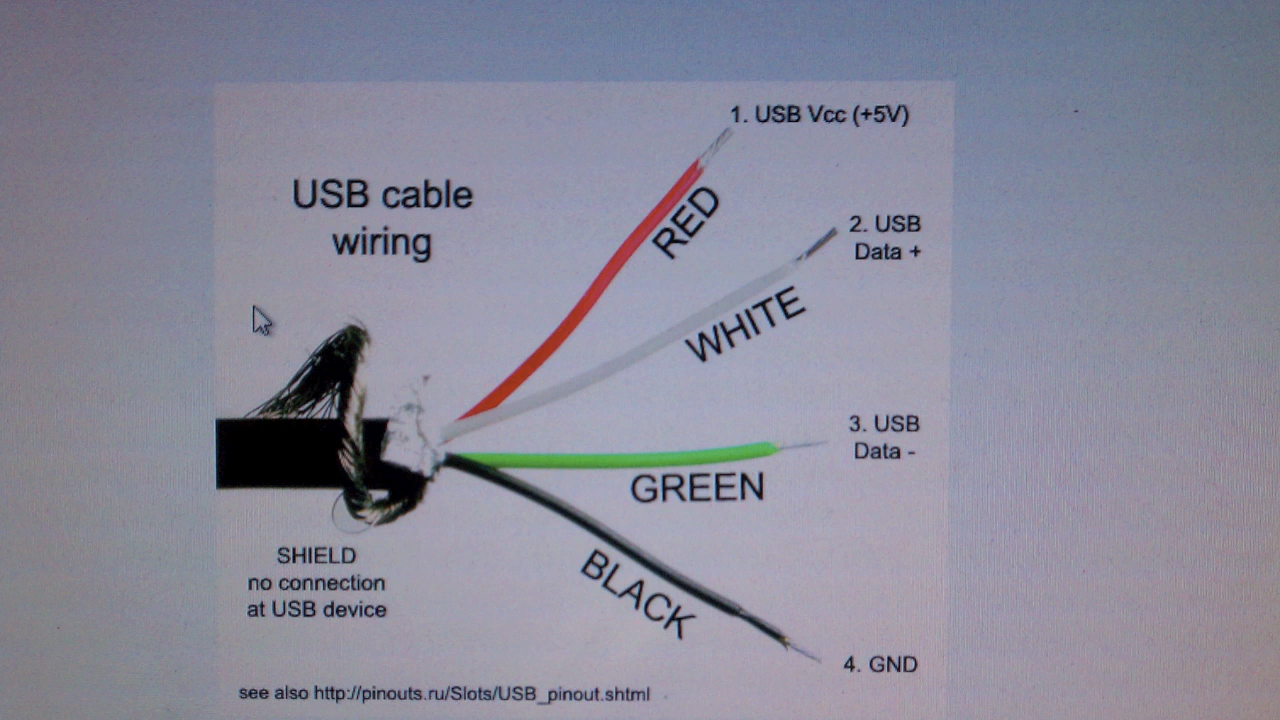 1. USB Vcc (+5V)
USB cable
wiring
RED
2. USB
Data +
WHITE
3. USB
Data -
GREEN
BLACK
SHIELD
no connection
at USB device
4. GND
see also http://pinouts.ru/Slots/USB_pinout.shtml